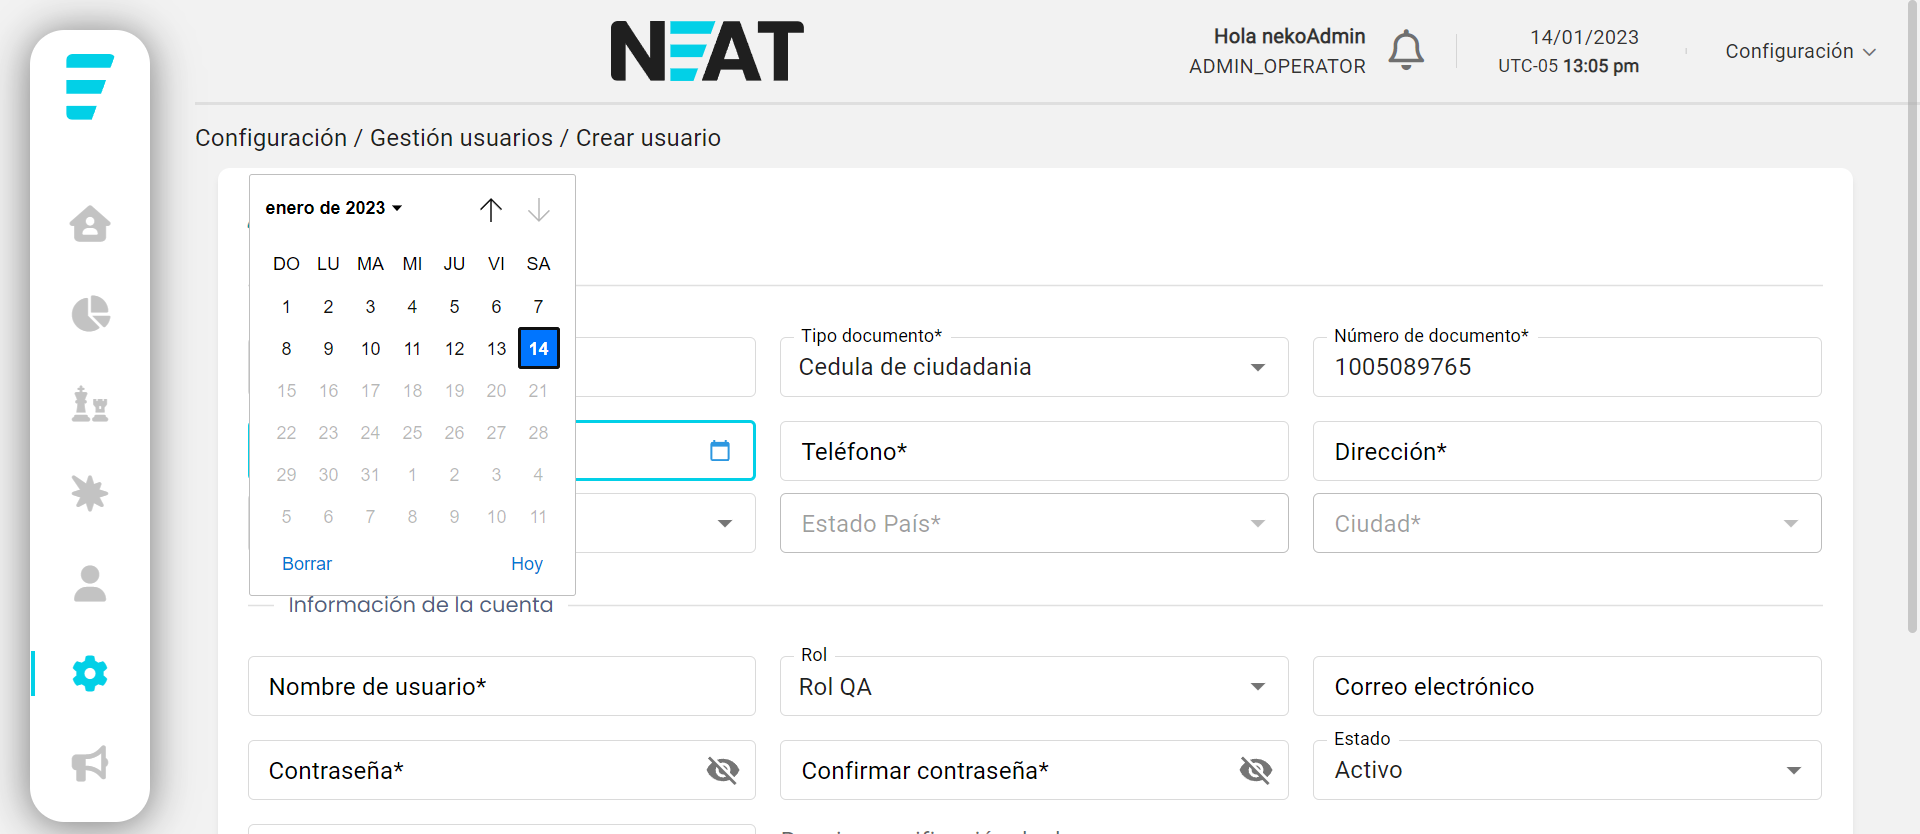 NEAT
Hola nekoAdmin
ADMIN_OPERATOR
14/01/2023
UTC-05 13:05 pm
Configuración
Configuración / Gestión usuarios / Crear usuario
enero de 2023
DO LU MA MI JU VI SA
1 2 3 4 5 6 7
8 9 10 11 12 13 14
15 16 17 18 19 20 21
22 23 24 25 26 27 28
29 30 31 1 2 3 4
5 6 7 8 9 10 11
Borrar Hoy
Tipo documento*
Cedula de ciudadania
Número de documento*
1005089765
Teléfono*
Dirección*
Estado País*
Ciudad*
Información de la cuenta
Nombre de usuario*
Rol
Rol QA
Correo electrónico
Contraseña*
Confirmar contraseña*
Estado
Activo